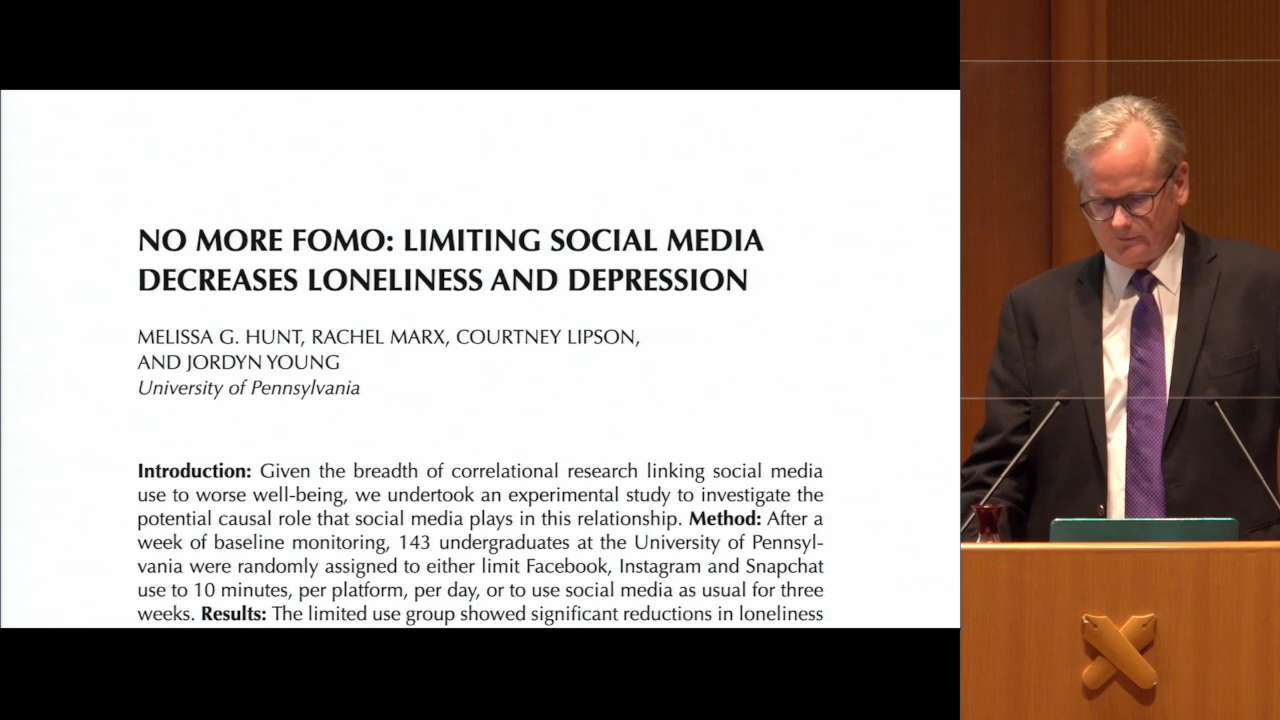 NO MORE FOMO: LIMITING SOCIAL MEDIA
DECREASES LONELINESS AND DEPRESSION
MELISSA G. HUNT, RACHEL MARX, COURTNEY LIPSON,
AND JORDYN YOUNG
University of Pennsylvania
Introduction: Given the breadth of correlational research linking social media
use to worse well-being, we undertook an experimental study to investigate the
potential causal role that social media plays in this relationship. Method: After a
week of baseline monitoring, 143 undergraduates at the University of Pennsyl-
vania were randomly assigned to either limit Facebook, Instagram and Snapchat
use to 10 minutes, per platform, per day, or to use social media as usual for three
weeks. Results: The limited use group showed significant reductions in loneliness